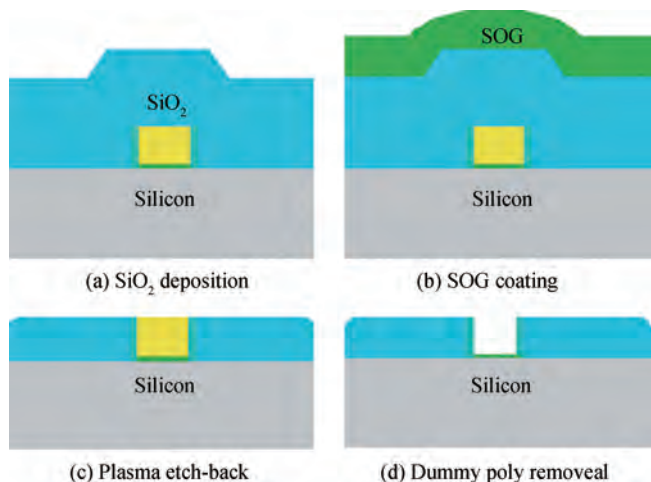 SiO₂
Silicon
(a) SiO₂ deposition
SOG
Silicon
(b) SOG coating
Silicon
(c) Plasma etch-back
Silicon
(d) Dummy poly removeal